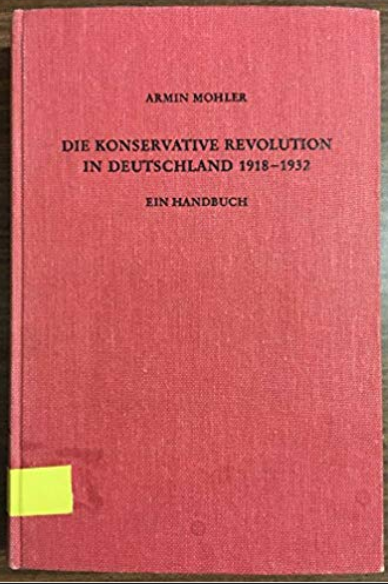 ARMIN MOHLER
DIE KONSERVATIVE REVOLUTION
IN DEUTSCHLAND 1918–1932
EIN HANDBUCH